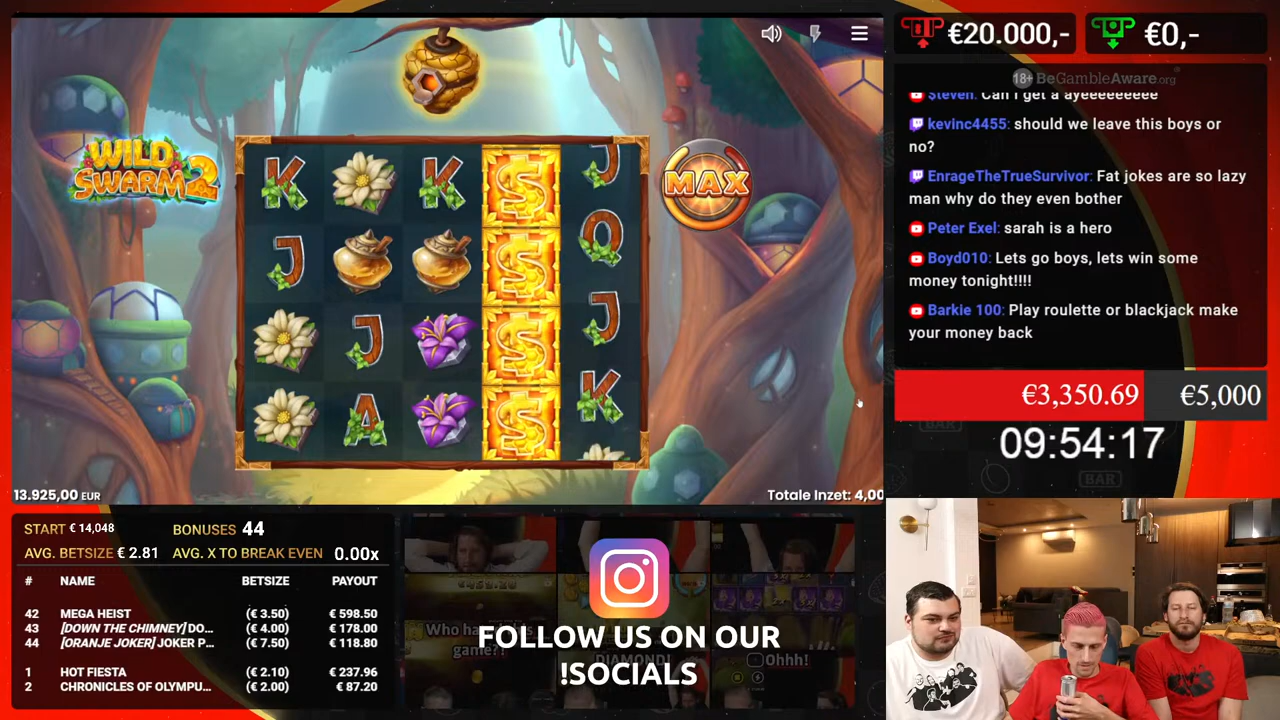 €20.000,-
€0,-
18+ BeGambleAware.org
Steven: Can I get a ayeeeeeeeee
kevinc4455: should we leave this boys or
no?
EnrageTheTrueSurvivor: Fat jokes are so lazy
man why do they even bother
Peter Exel: sarah is a hero
Boyd010: Lets go boys, lets win some
money tonight!!!!
Barkie 100: Play roulette or blackjack make
your money back
€3,350.69
€5,000
09:54:17
BAR
WILD
SWARM 2
MAX
K
K
$
J
J
$
Q
J
$
J
A
$
K
13.925,00 EUR
Totale Inzet: 4,00
START € 14,048
BONUSES 44
AVG. BETSIZE € 2.81
AVG. X TO BREAK EVEN 0.00x
# NAME BETSIZE PAYOUT
42 MEGA HEIST (€ 3.50) € 598.50
43 [DOWN THE CHIMNEY] DO... (€ 4.00) € 178.00
44 [ORANJE JOKER] JOKER P... (€ 7.50) € 118.80
1 HOT FIESTA (€ 2.10) € 237.96
2 CHRONICLES OF OLYMPU... (€ 2.00) € 87.20
FOLLOW US ON OUR
!SOCIALS
Ohhh!